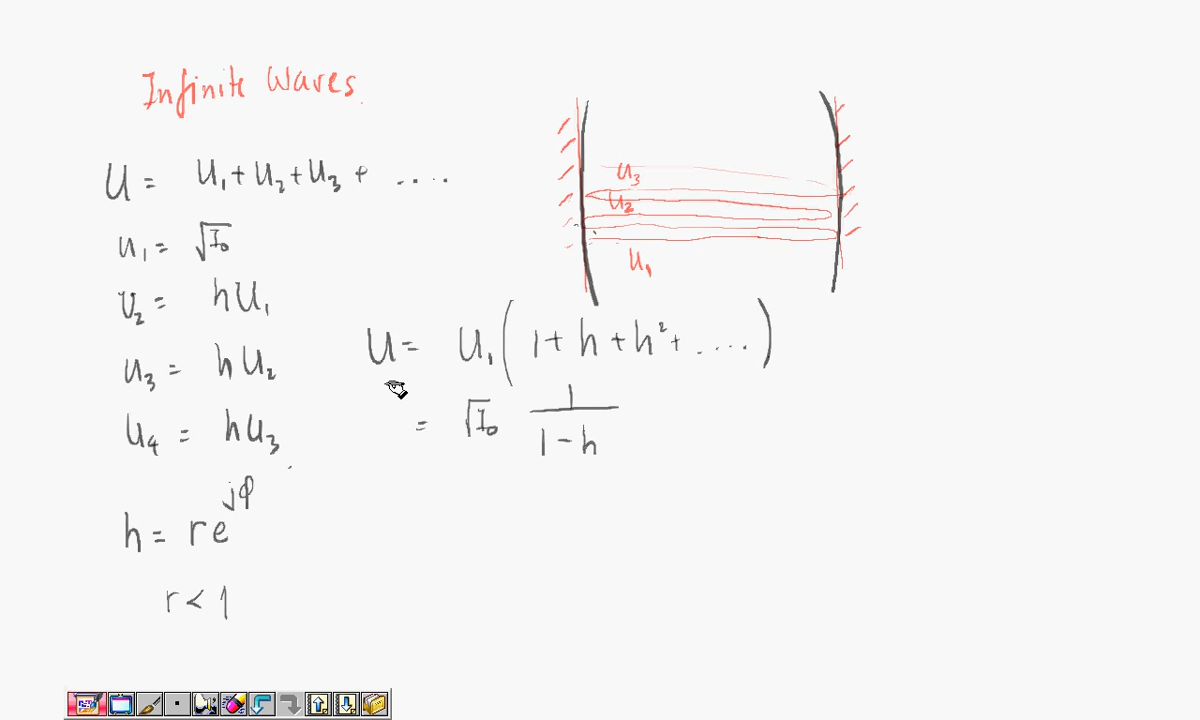 Infinite Waves.
U = U₁ + U₂ + U₃ + ....
U₁ = √I₀
U₂ = hU₁
U₃ = hU₂
U₄ = hU₃
h = re^jφ
r < 1
U₃
U₂
U₁
U = U₁ ( 1 + h + h² + ..... )
= √I₀ 1/(1 - h)